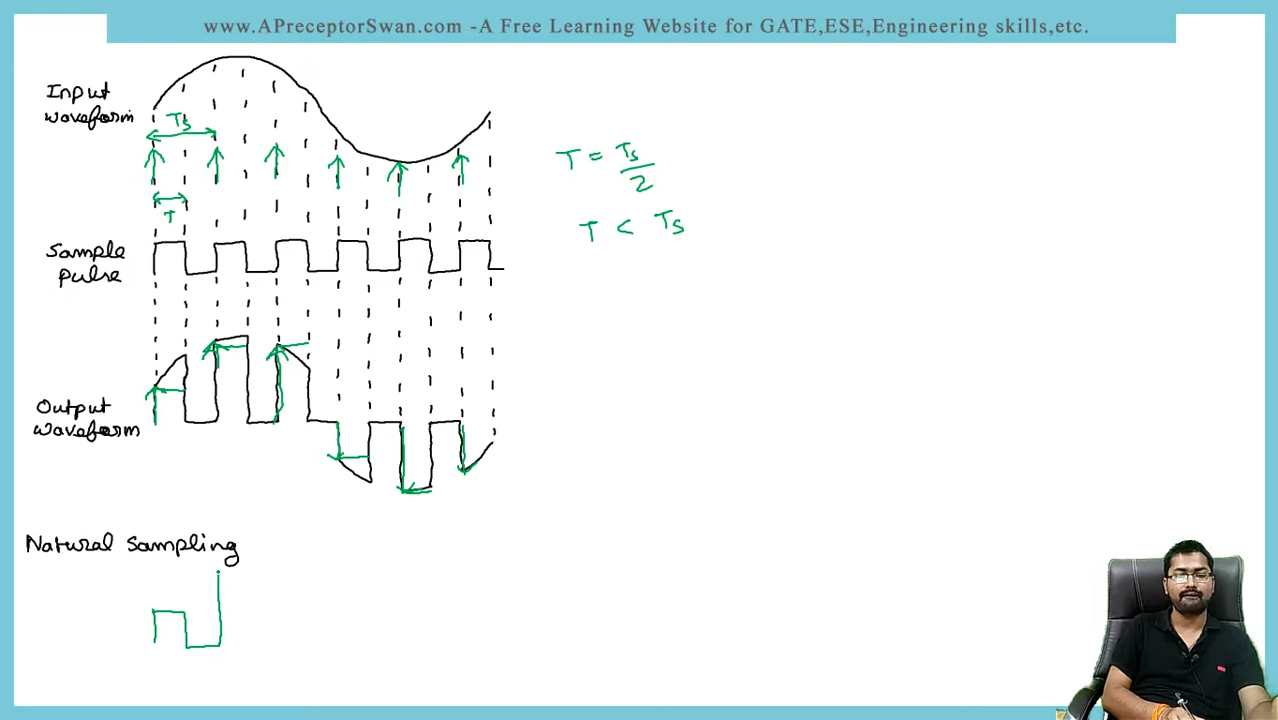 www.APreceptorSwan.com -A Free Learning Website for GATE,ESE,Engineering skills,etc.
Input
waveform
Ts
T
T = Ts/2
T < Ts
Sample
pulse
Output
waveform
Natural Sampling